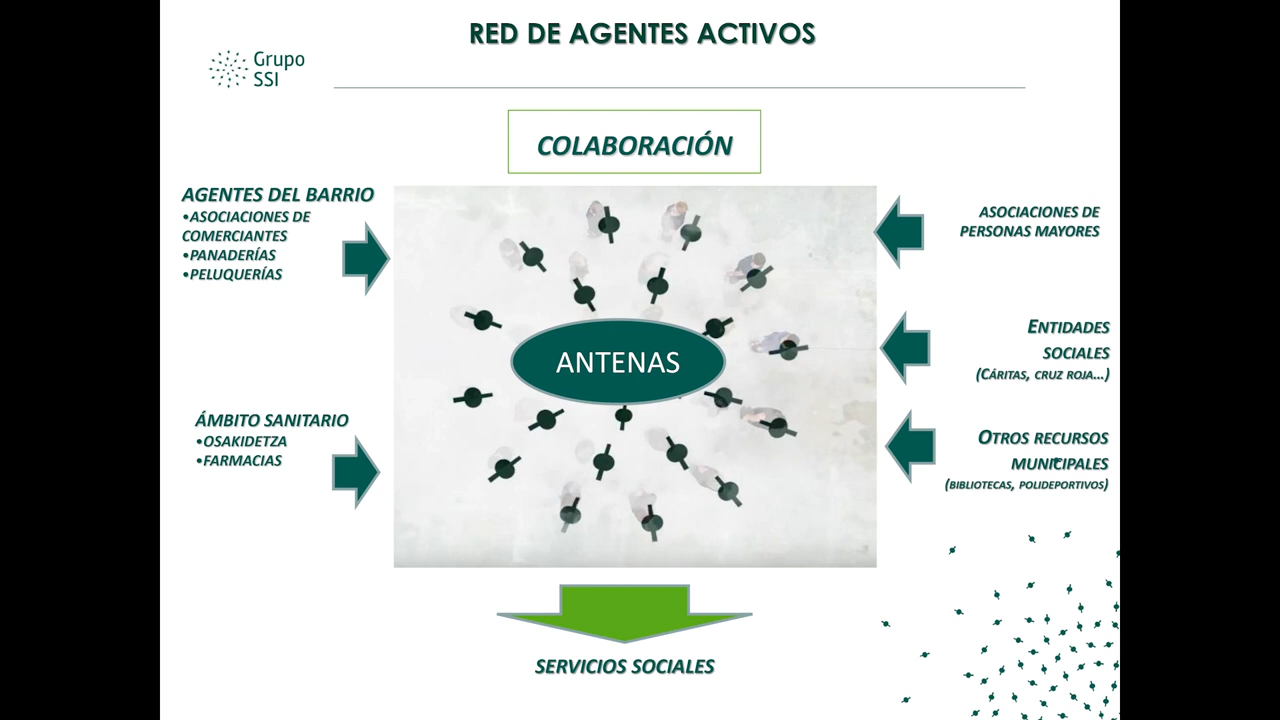 RED DE AGENTES ACTIVOS
Grupo
SSI
COLABORACIÓN
AGENTES DEL BARRIO
•ASOCIACIONES DE
COMERCIANTES
•PANADERÍAS
•PELUQUERÍAS
ÁMBITO SANITARIO
•OSAKIDETZA
•FARMACIAS
ANTENAS
ASOCIACIONES DE
PERSONAS MAYORES
ENTIDADES
SOCIALES
(CÁRITAS, CRUZ ROJA…)
OTROS RECURSOS
MUNICIPALES
(BIBLIOTECAS, POLIDEPORTIVOS)
SERVICIOS SOCIALES